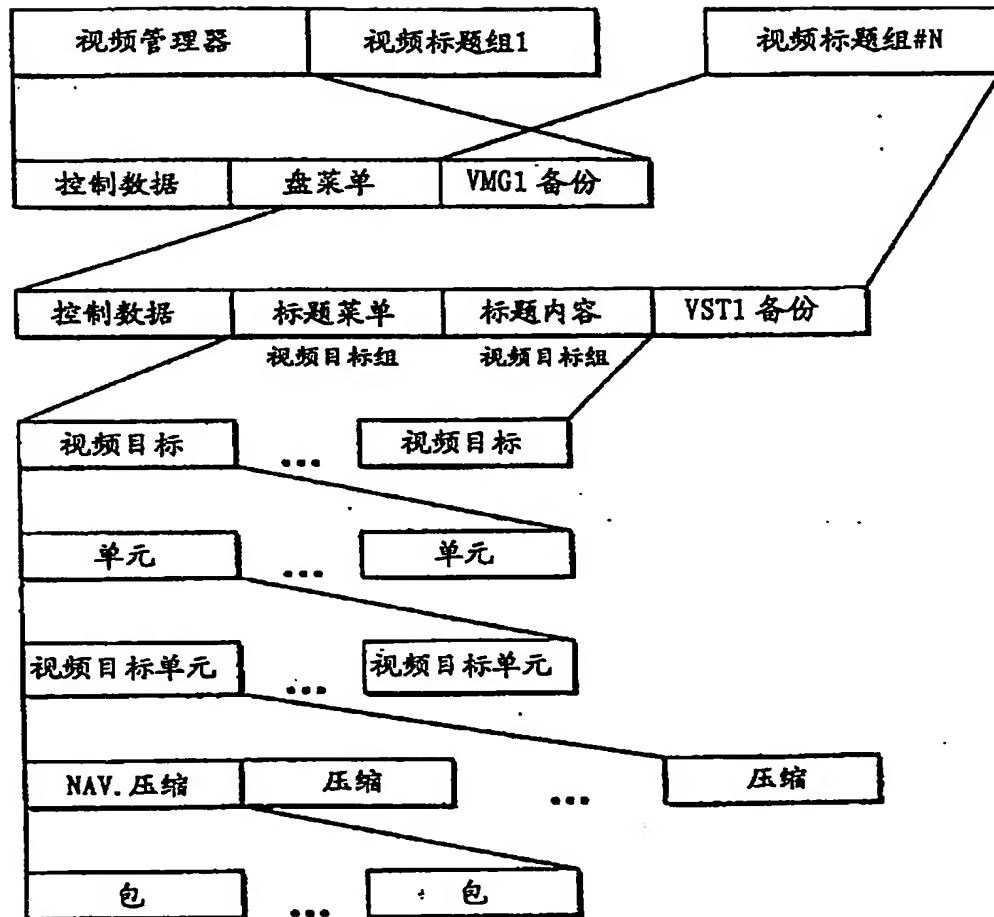 视频管理器 视频标题组1 视频标题组#N
控制数据 盘菜单 VMG1 备份
控制数据 标题菜单 标题内容 VST1 备份
视频目标组 视频目标组
视频目标 ... 视频目标
单元 ... 单元
视频目标单元 ... 视频目标单元
NAV.压缩 压缩 ... 压缩
包 ... 包